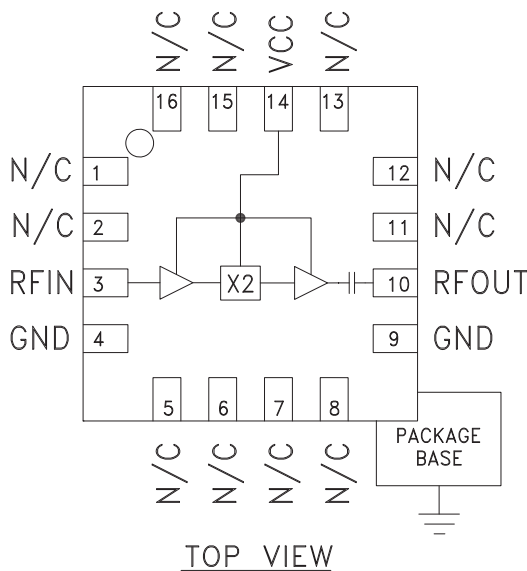 N/C N/C VCC N/C
16 15 14 13
N/C 1 12 N/C
N/C 2 11 N/C
RFIN 3 X2 10 RFOUT
GND 4 9 GND
5 6 7 8
N/C N/C N/C N/C
PACKAGE
BASE
TOP VIEW